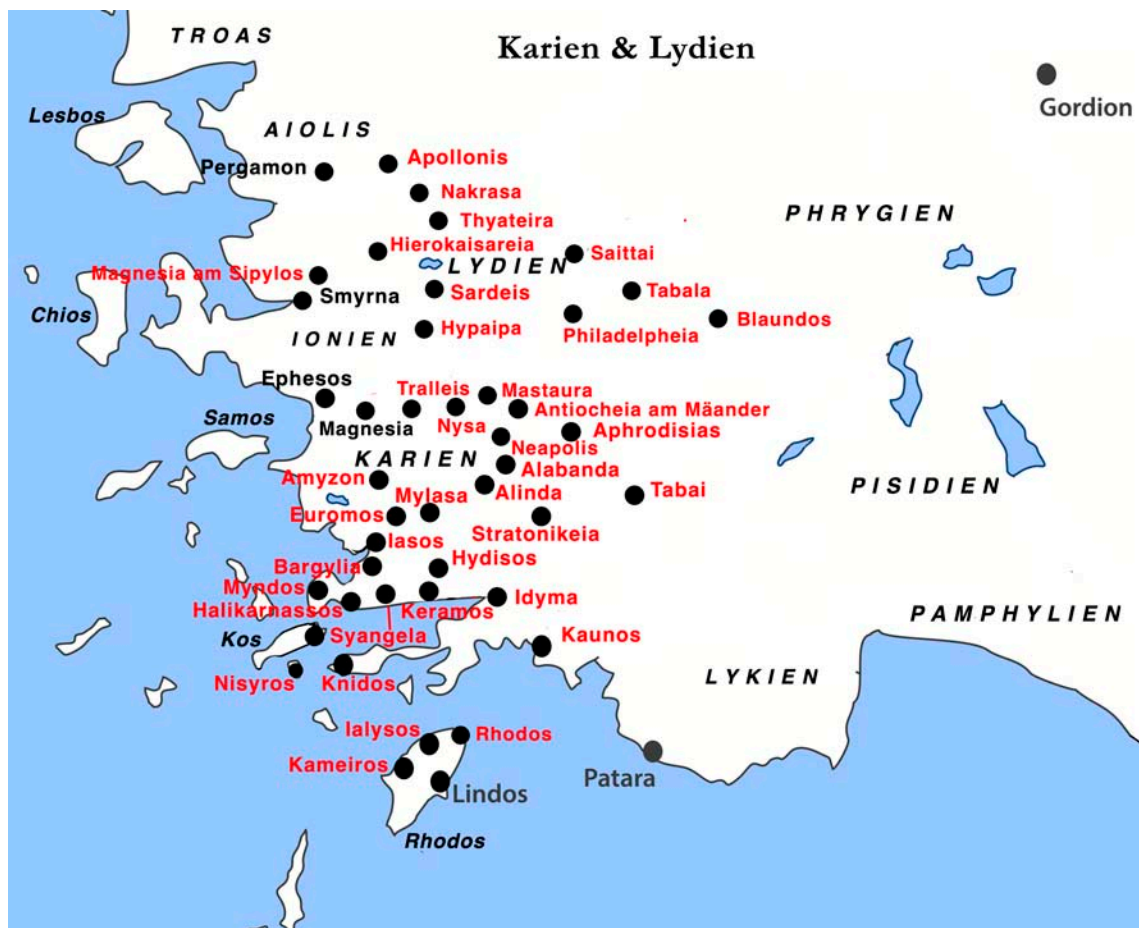 TROAS
Karien & Lydien
Gordion
Lesbos
AIOLIS
Pergamon
Apollonis
Nakrasa
PHRYGIEN
Thyateira
Hierokaisareia
Saittai
LYDIEN
Magnesia am Sipylos
Sardeis
Tabala
Smyrna
Chios
Blaundos
Hypaipa
IONIEN
Philadelpheia
Ephesos
Tralleis
Mastaura
Antiocheia am Mäander
Samos
Magnesia
Nysa
Aphrodisias
Neapolis
KARIEN
Alabanda
Amyzon
Mylasa
Alinda
Tabai
PISIDIEN
Euromos
Stratonikeia
Iasos
Hydisos
Bargylia
Myndos
Halikarnassos
Keramos
Idyma
PAMPHYLIEN
Kos
Syangela
Kaunos
LYKIEN
Nisyros
Knidos
Ialysos
Rhodos
Kameiros
Patara
Lindos
Rhodos